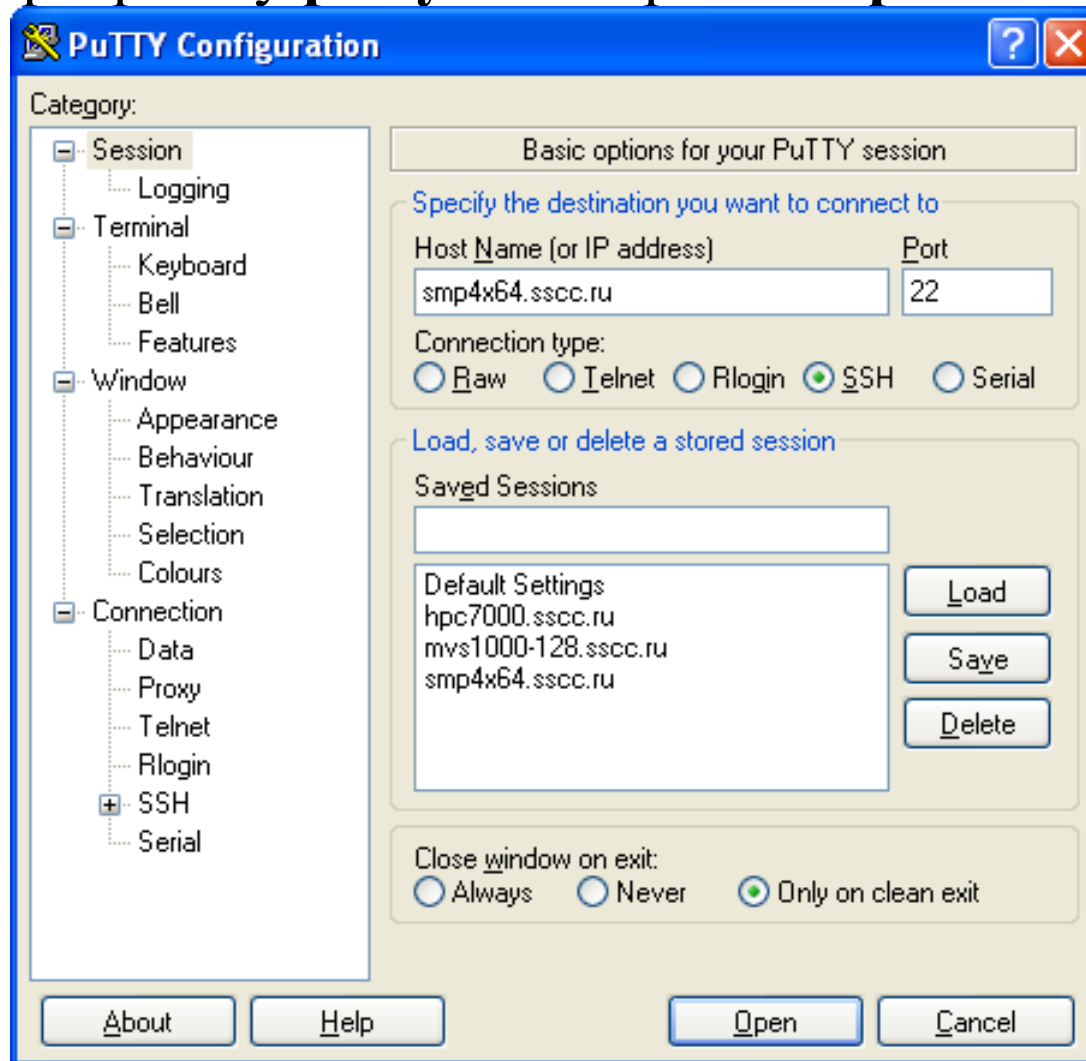 PuTTY Configuration
Category:
Session
Logging
Terminal
Keyboard
Bell
Features
Window
Appearance
Behaviour
Translation
Selection
Colours
Connection
Data
Proxy
Telnet
Rlogin
SSH
Serial
Basic options for your PuTTY session
Specify the destination you want to connect to
Host Name (or IP address) Port
smp4x64.sscc.ru 22
Connection type:
Raw Telnet Rlogin SSH Serial
Load, save or delete a stored session
Saved Sessions
Default Settings
hpc7000.sscc.ru
mvs1000-128.sscc.ru
smp4x64.sscc.ru
Load
Save
Delete
Close window on exit:
Always Never Only on clean exit
About Help Open Cancel